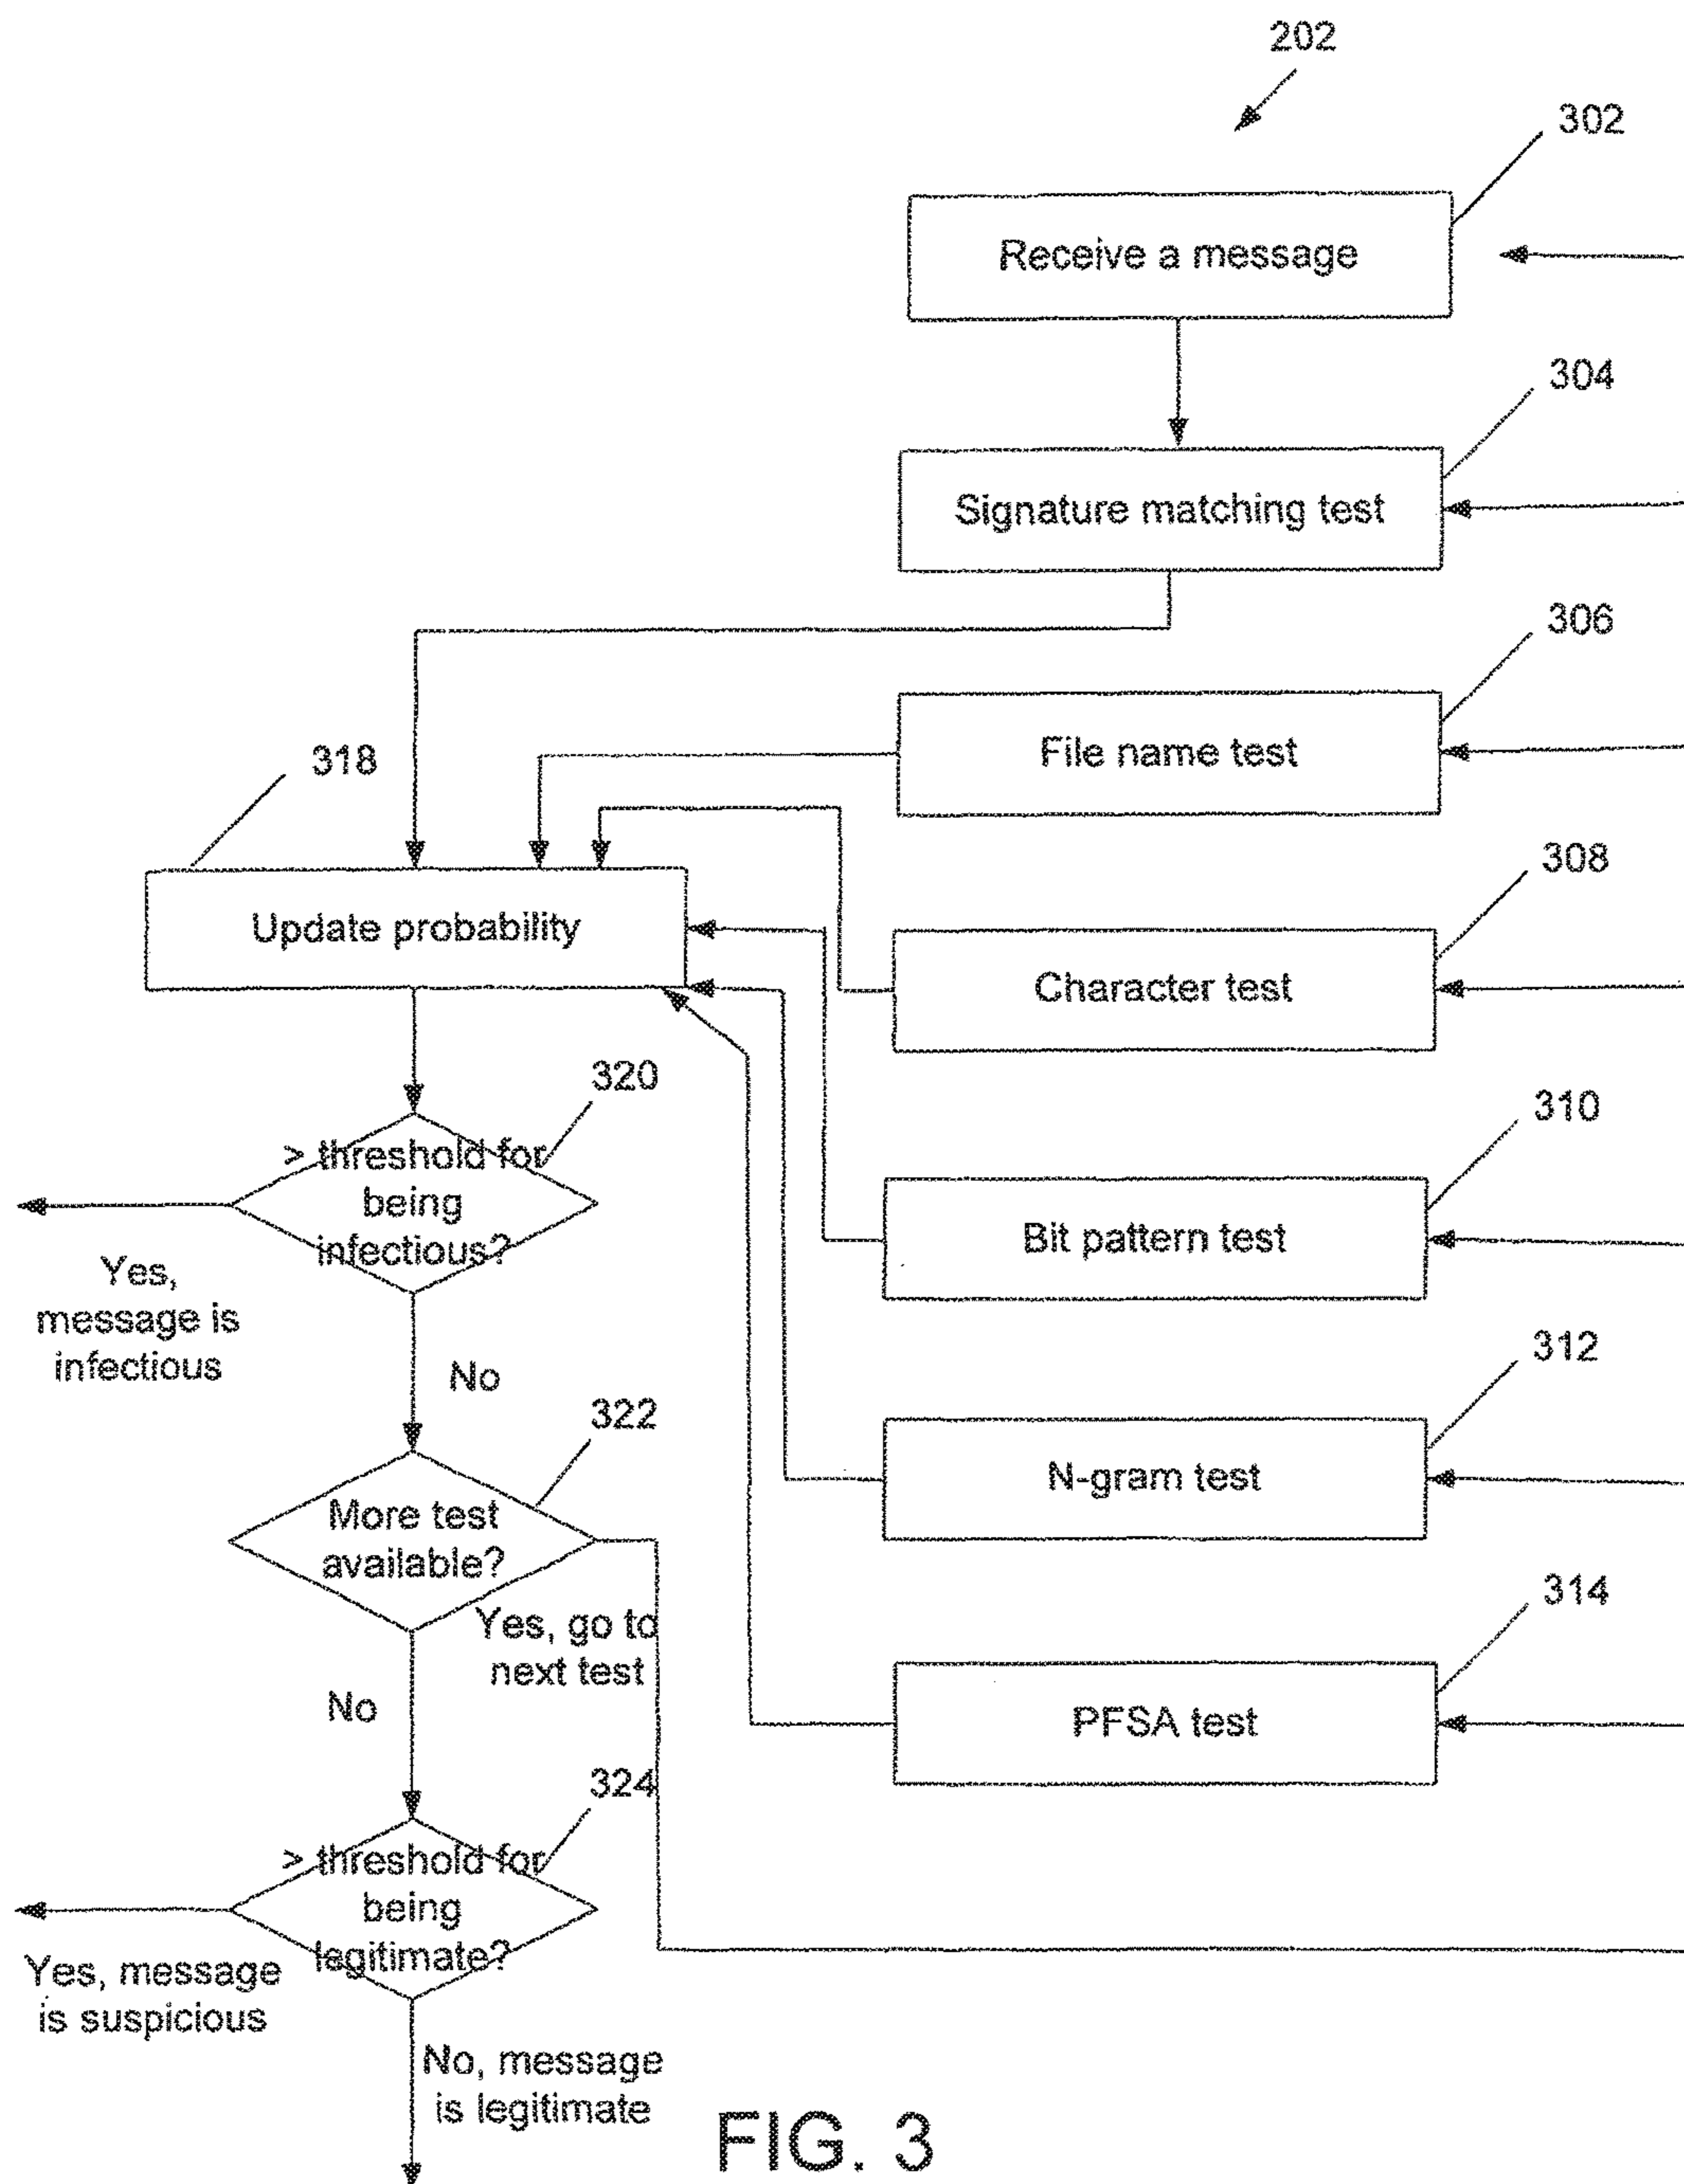 202
302
Receive a message
304
Signature matching test
306
File name test
318
308
Update probability
Character test
320
> threshold for
being
infectious?
310
Bit pattern test
Yes,
message is
infectious
No
312
322
N-gram test
More test
available?
Yes, go to
next test
314
No
PFSA test
324
> threshold for
being
legitimate?
Yes, message
is suspicious
No, message
is legitimate
FIG. 3